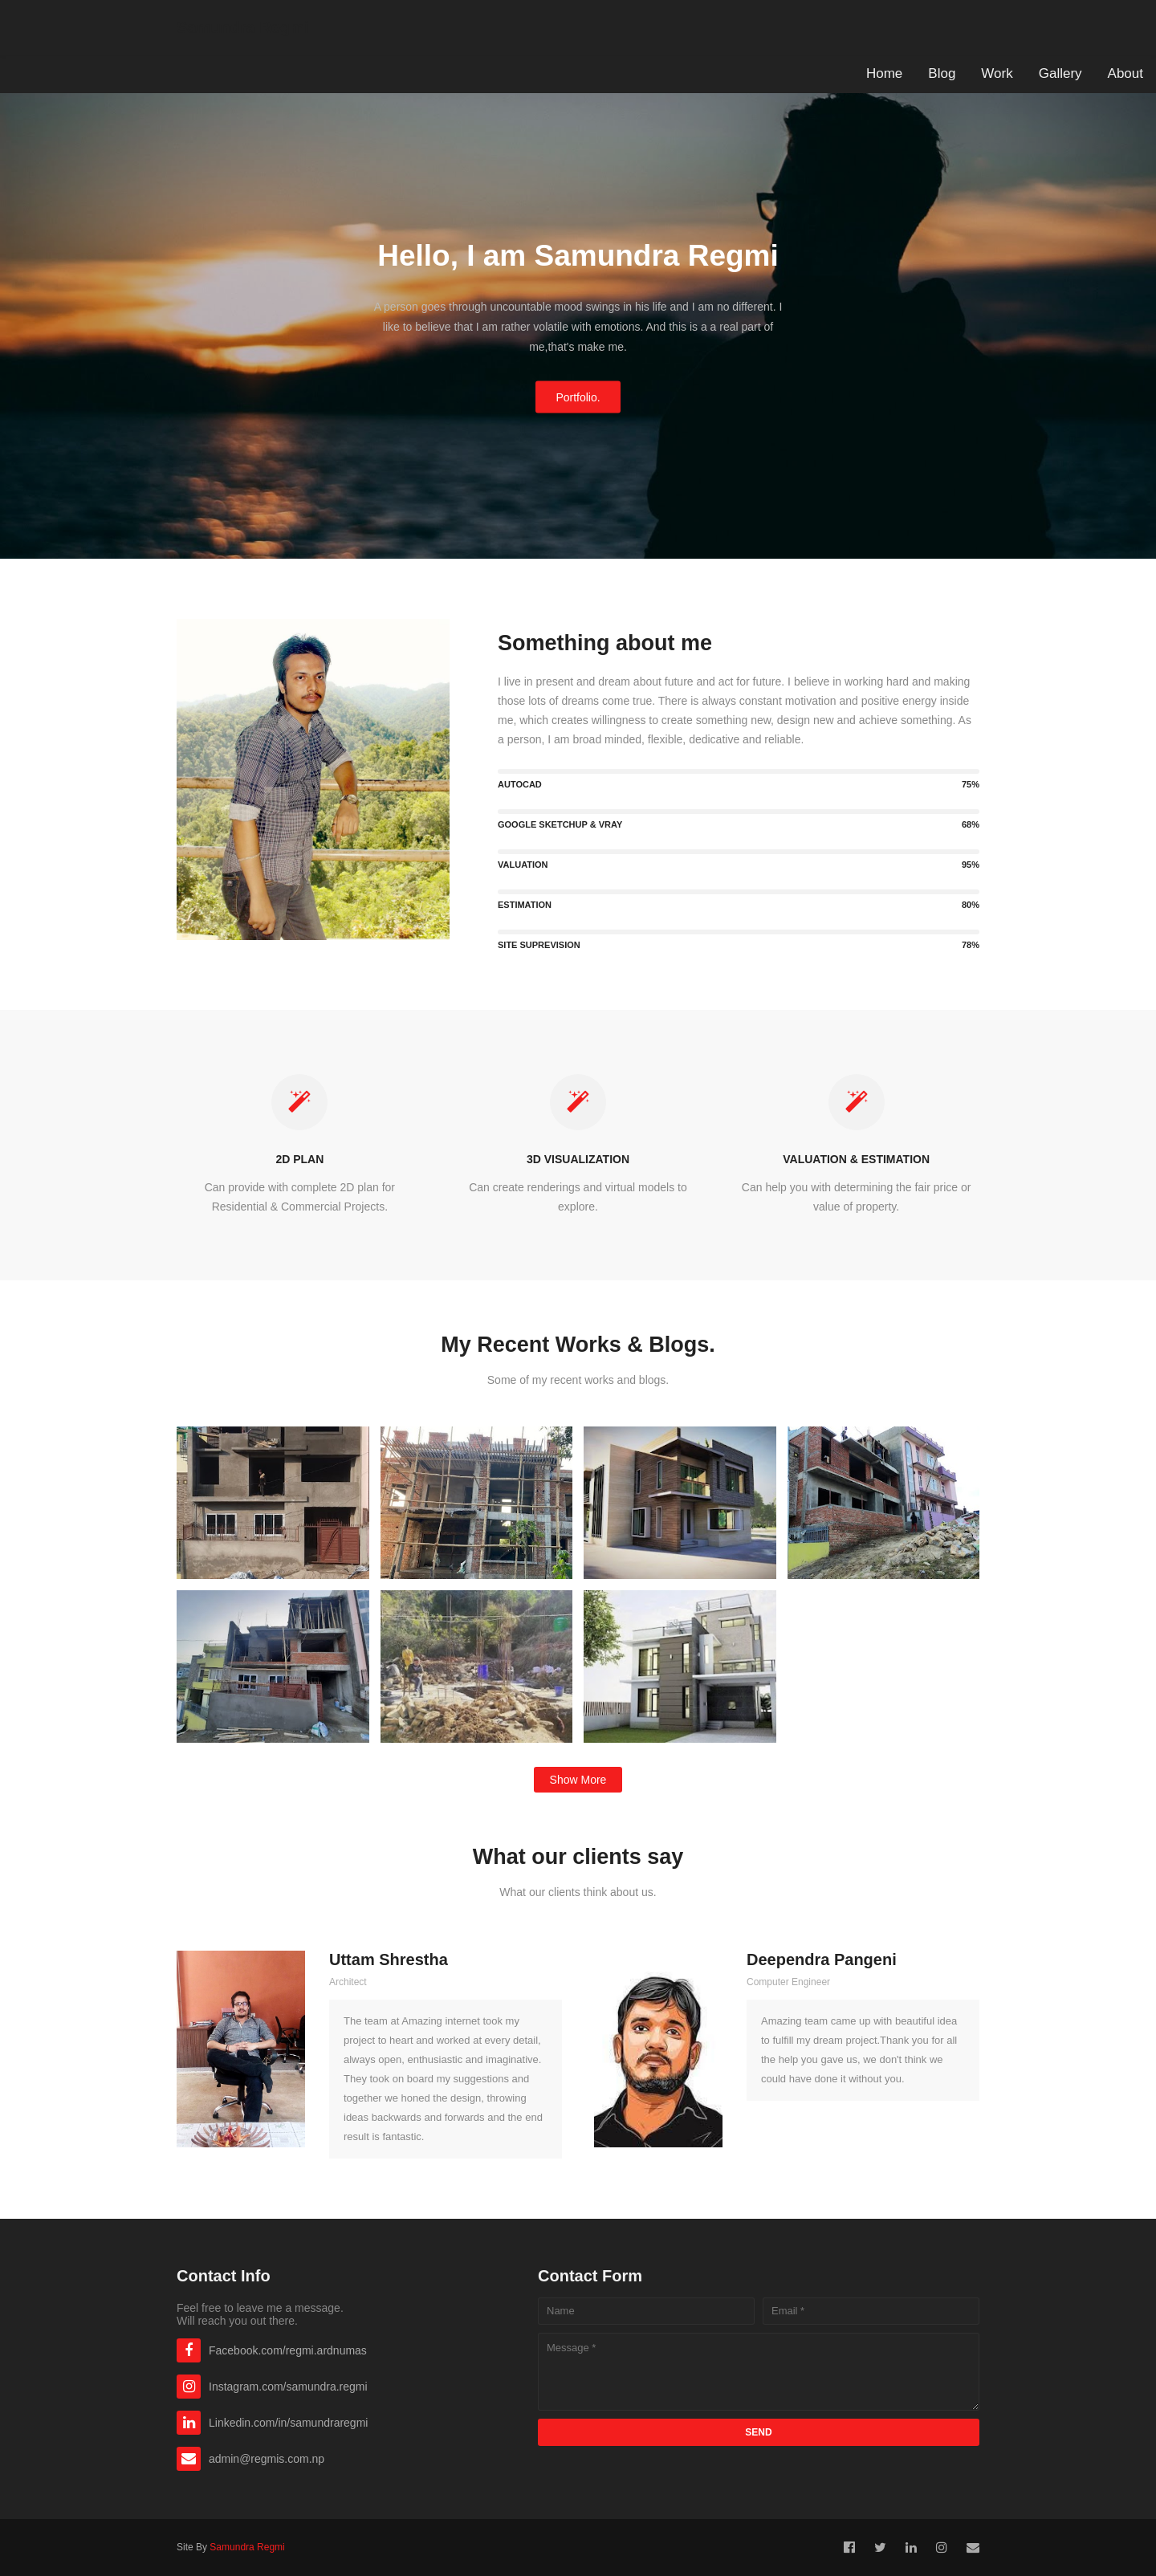 Home Blog Work Gallery About
Hello, I am Samundra Regmi
A person goes through uncountable mood swings in his life and I am no different. I
like to believe that I am rather volatile with emotions. And this is a a real part of
me,that's make me.
Portfolio.
Something about me
I live in present and dream about future and act for future. I believe in working hard and making
those lots of dreams come true. There is always constant motivation and positive energy inside
me, which creates willingness to create something new, design new and achieve something. As
a person, I am broad minded, flexible, dedicative and reliable.
AUTOCAD 75%
GOOGLE SKETCHUP & VRAY 68%
VALUATION 95%
ESTIMATION 80%
SITE SUPREVISION 78%
2D PLAN
Can provide with complete 2D plan for
Residential & Commercial Projects.
3D VISUALIZATION
Can create renderings and virtual models to
explore.
VALUATION & ESTIMATION
Can help you with determining the fair price or
value of property.
My Recent Works & Blogs.
Some of my recent works and blogs.
Show More
What our clients say
What our clients think about us.
Uttam Shrestha
Architect
The team at Amazing internet took my
project to heart and worked at every detail,
always open, enthusiastic and imaginative.
They took on board my suggestions and
together we honed the design, throwing
ideas backwards and forwards and the end
result is fantastic.
Deependra Pangeni
Computer Engineer
Amazing team came up with beautiful idea
to fulfill my dream project.Thank you for all
the help you gave us, we don't think we
could have done it without you.
Contact Info
Feel free to leave me a message.
Will reach you out there.
Facebook.com/regmi.ardnumas
Instagram.com/samundra.regmi
Linkedin.com/in/samundraregmi
admin@regmis.com.np
Contact Form
Name
Email *
Message *
SEND
Site By Samundra Regmi